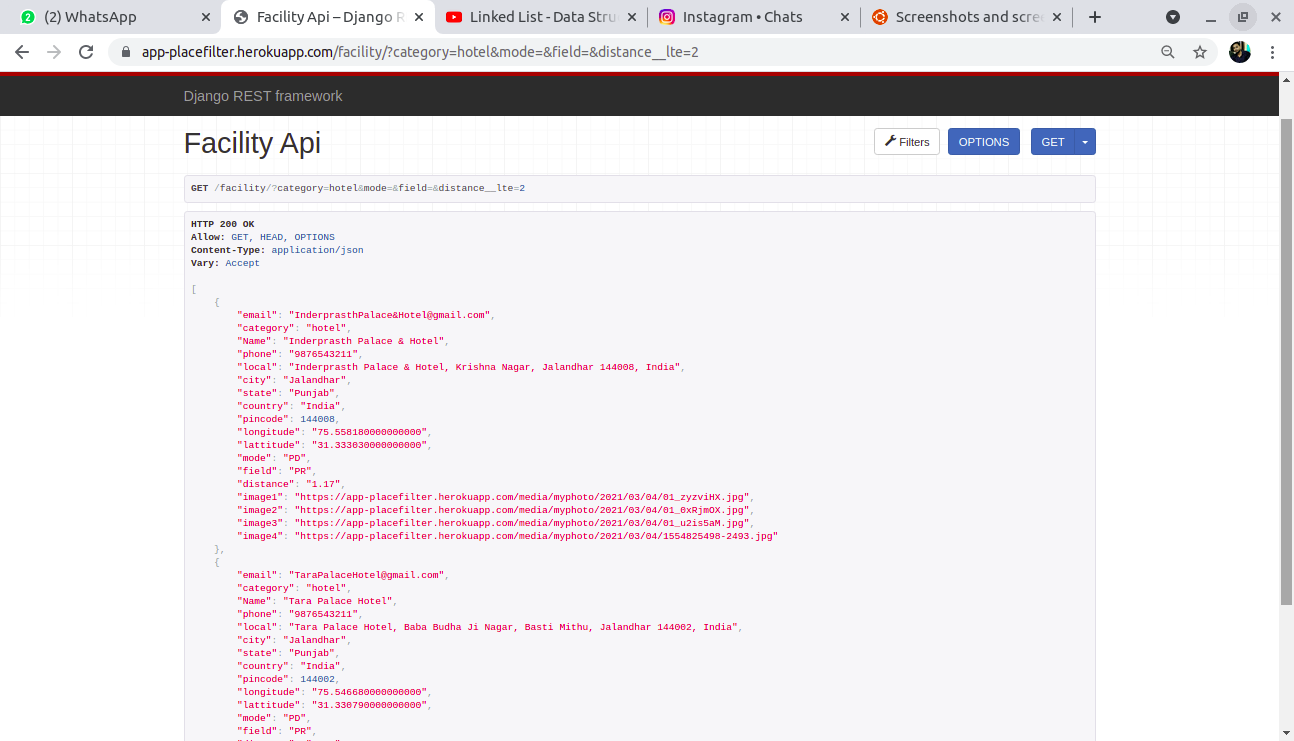 2 (2) WhatsApp
Facility Api – Django R
Linked List - Data Stru
Instagram • Chats
Screenshots and scree
app-placefilter.herokuapp.com/facility/?category=hotel&mode=&field=&distance__lte=2
Django REST framework
Facility Api
Filters
OPTIONS
GET
GET /facility/?category=hotel&mode=&field=&distance__lte=2
HTTP 200 OK
Allow: GET, HEAD, OPTIONS
Content-Type: application/json
Vary: Accept
[
    {
        "email": "InderprasthPalace&Hotel@gmail.com",
        "category": "hotel",
        "Name": "Inderprasth Palace & Hotel",
        "phone": "9876543211",
        "local": "Inderprasth Palace & Hotel, Krishna Nagar, Jalandhar 144008, India",
        "city": "Jalandhar",
        "state": "Punjab",
        "country": "India",
        "pincode": 144008,
        "longitude": "75.558180000000000",
        "lattitude": "31.333030000000000",
        "mode": "PD",
        "field": "PR",
        "distance": "1.17",
        "image1": "https://app-placefilter.herokuapp.com/media/myphoto/2021/03/04/01_zyzviHX.jpg",
        "image2": "https://app-placefilter.herokuapp.com/media/myphoto/2021/03/04/01_0xRjmOX.jpg",
        "image3": "https://app-placefilter.herokuapp.com/media/myphoto/2021/03/04/01_u2is5aM.jpg",
        "image4": "https://app-placefilter.herokuapp.com/media/myphoto/2021/03/04/1554825498-2493.jpg"
    },
    {
        "email": "TaraPalaceHotel@gmail.com",
        "category": "hotel",
        "Name": "Tara Palace Hotel",
        "phone": "9876543211",
        "local": "Tara Palace Hotel, Baba Budha Ji Nagar, Basti Mithu, Jalandhar 144002, India",
        "city": "Jalandhar",
        "state": "Punjab",
        "country": "India",
        "pincode": 144002,
        "longitude": "75.546680000000000",
        "lattitude": "31.330790000000000",
        "mode": "PD",
        "field": "PR",